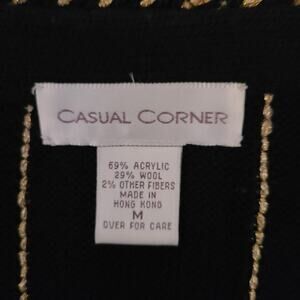 CASUAL CORNER
69% ACRYLIC
29% WOOL
2% OTHER FIBERS
MADE IN
HONG KONG
M
OVER FOR CARE